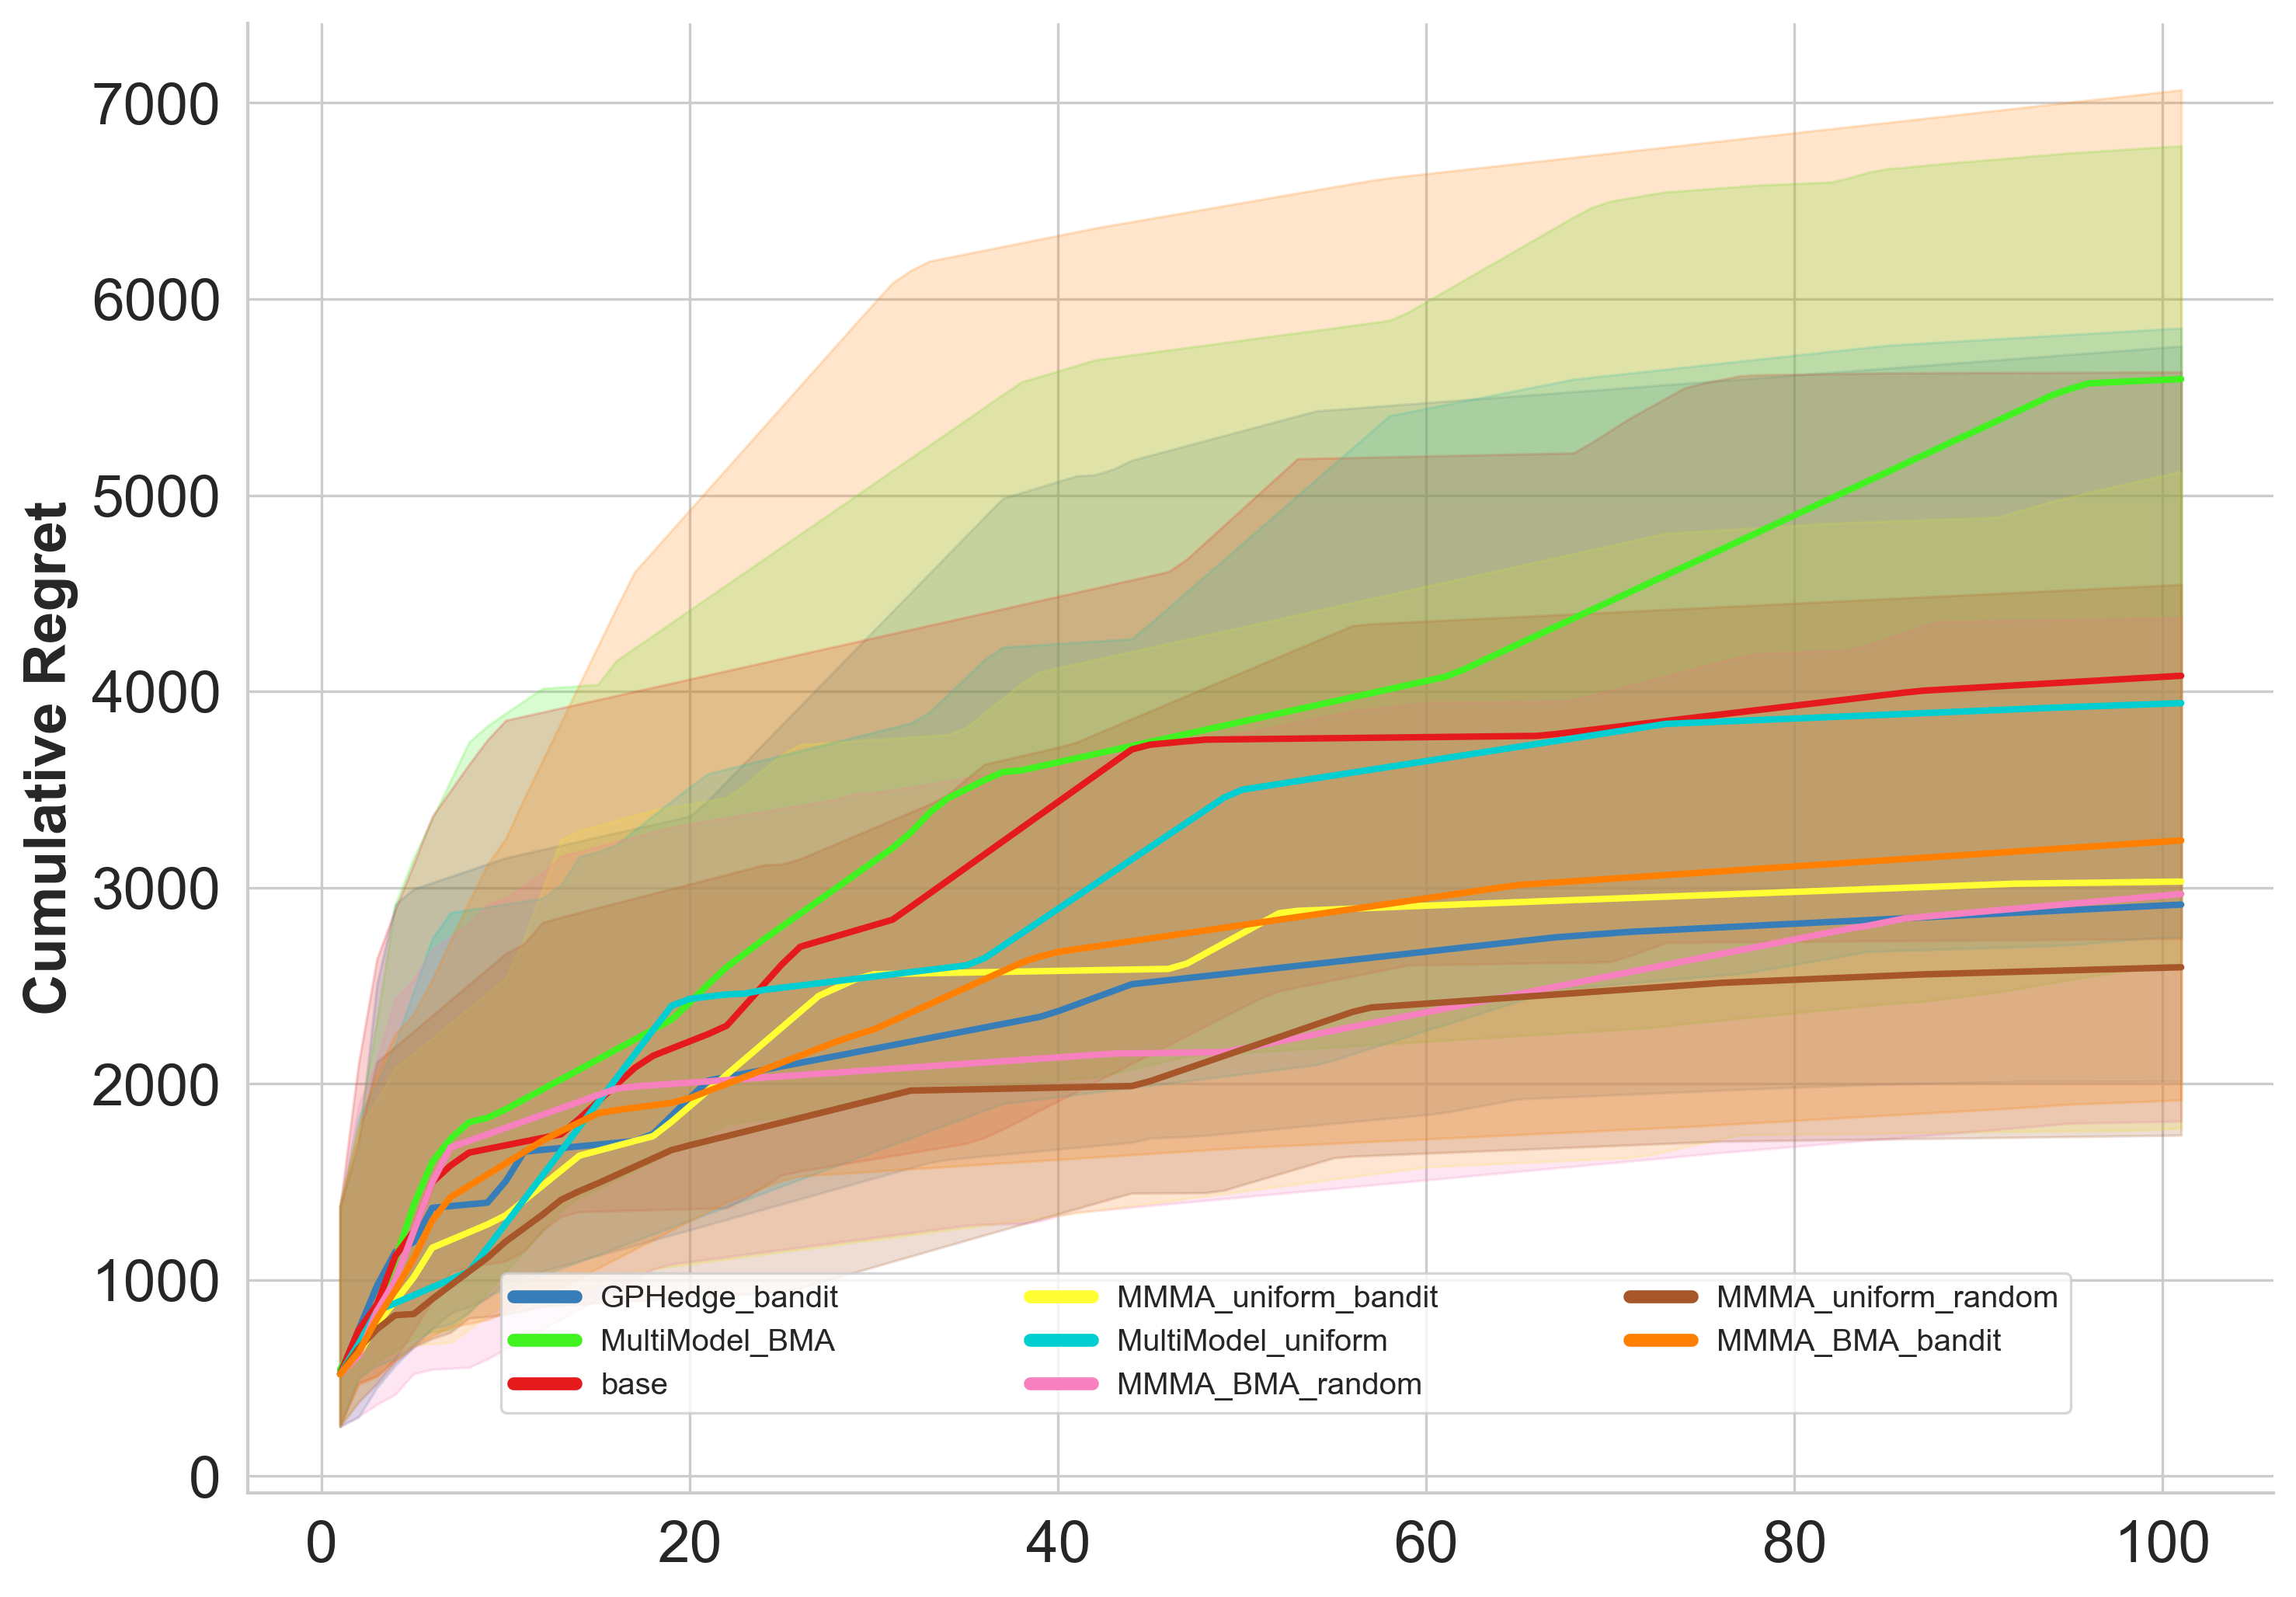 7000
6000
5000
4000
3000
2000
1000
0
Cumulative Regret
GPHedge_bandit
MultiModel_BMA
base
MMMA_uniform_bandit
MultiModel_uniform
MMMA_BMA_random
MMMA_uniform_random
MMMA_BMA_bandit
0 20 40 60 80 100